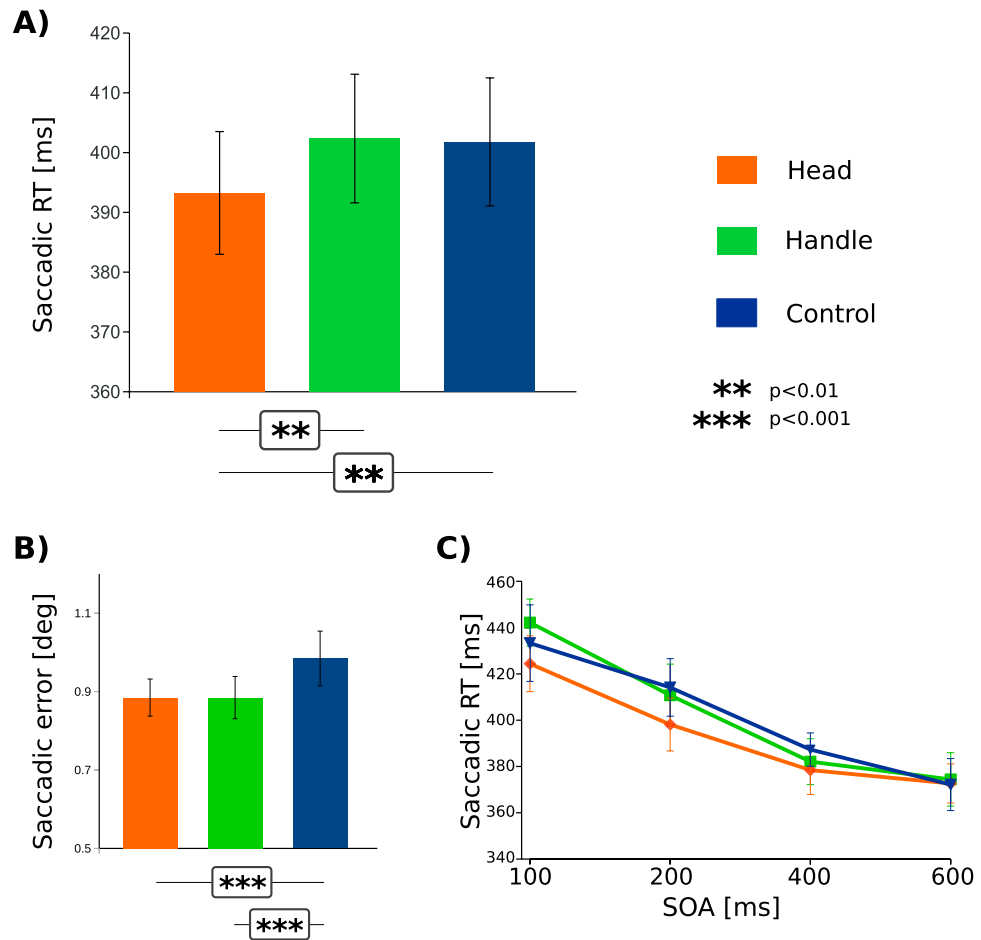 A)
Saccadic RT [ms]
420
410
400
390
380
370
360
Head
Handle
Control
** p<0.01
*** p<0.001
**
**
B)
Saccadic error [deg]
1.1
0.9
0.7
0.5
***
***
C)
Saccadic RT [ms]
460
440
420
400
380
360
340
100 200 400 600
SOA [ms]